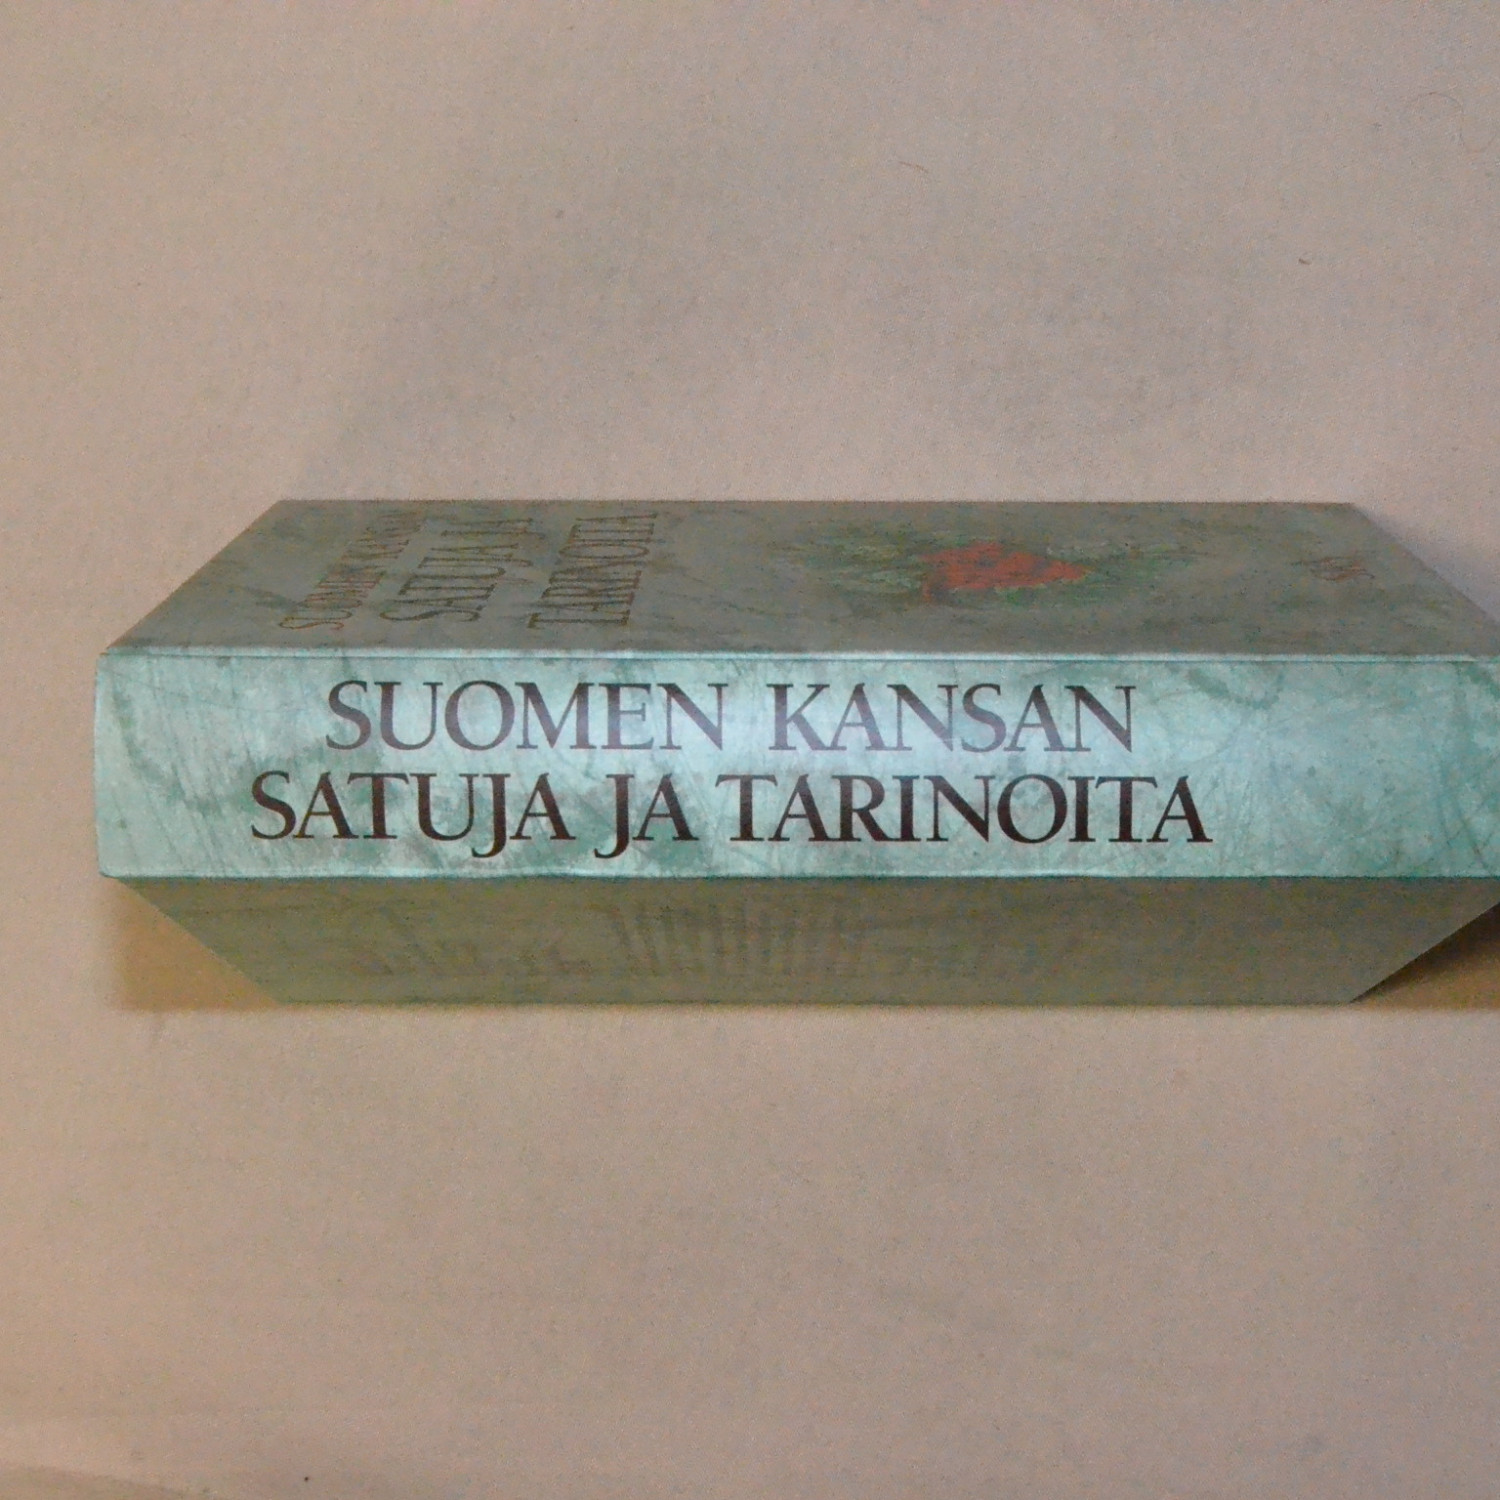 SUOMEN KANSAN
SATUJA JA
TARINOITA
SUOMEN KANSAN
SATUJA JA TARINOITA